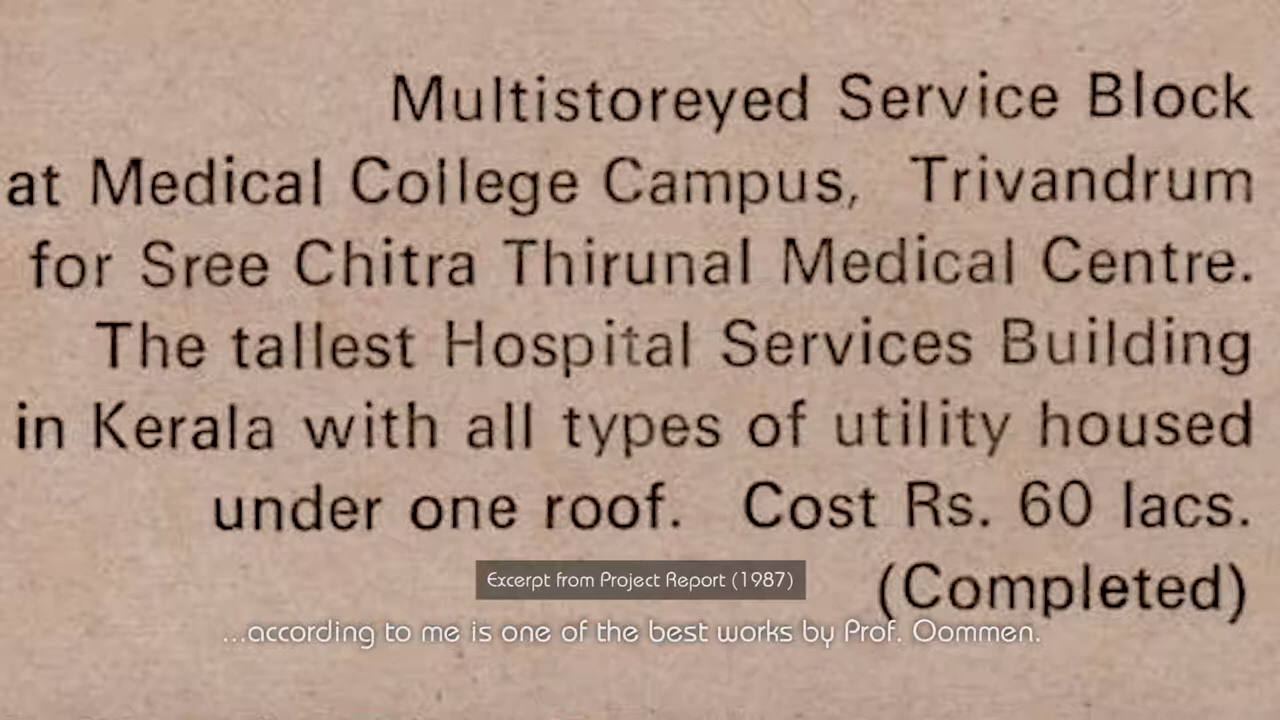 Multistoreyed Service Block
at Medical College Campus, Trivandrum
for Sree Chitra Thirunal Medical Centre.
The tallest Hospital Services Building
in Kerala with all types of utility housed
under one roof. Cost Rs. 60 lacs.
(Completed)
Excerpt from Project Report (1987)
...according to me is one of the best works by Prof. Oommen.